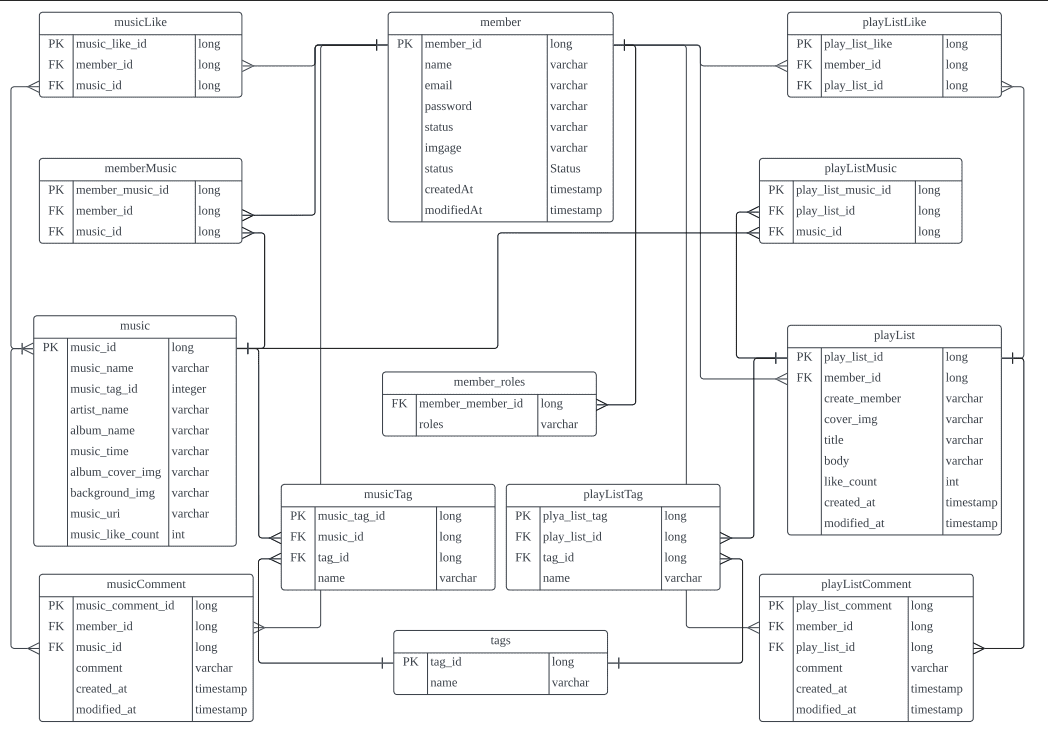 musicLike
PK music_like_id long
FK member_id long
FK music_id long
member
PK member_id long
name varchar
email varchar
password varchar
status varchar
imgage varchar
status Status
createdAt timestamp
modifiedAt timestamp
playListLike
PK play_list_like long
FK member_id long
FK play_list_id long
memberMusic
PK member_music_id long
FK member_id long
FK music_id long
playListMusic
PK play_list_music_id long
FK play_list_id long
FK music_id long
music
PK music_id long
music_name varchar
music_tag_id integer
artist_name varchar
album_name varchar
music_time varchar
album_cover_img varchar
background_img varchar
music_uri varchar
music_like_count int
member_roles
FK member_member_id long
roles varchar
playList
PK play_list_id long
FK member_id long
create_member varchar
cover_img varchar
title varchar
body varchar
like_count int
created_at timestamp
modified_at timestamp
musicTag
PK music_tag_id long
FK music_id long
FK tag_id long
name varchar
playListTag
PK plya_list_tag long
FK play_list_id long
FK tag_id long
name varchar
musicComment
PK music_comment_id long
FK member_id long
FK music_id long
comment varchar
created_at timestamp
modified_at timestamp
tags
PK tag_id long
name varchar
playListComment
PK play_list_comment long
FK member_id long
FK play_list_id long
comment varchar
created_at timestamp
modified_at timestamp